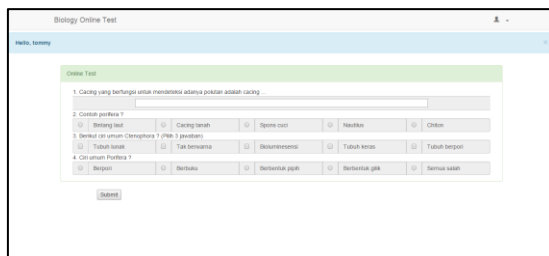 Biology Online Test
Hello, tommy
Online Test
1. Cacing yang berfungsi untuk mendeteksi adanya polutan adalah cacing ...
2. Contoh porifera ?
Bintang laut Cacing tanah Spons cuci Nautilus Chiton
3. Berikut ciri umum Ctenophora ? (Pilih 3 jawaban)
Tubuh lunak Tak berwarna Bioluminesensi Tubuh keras Tubuh berpori
4. Ciri umum Porifera ?
Berpori Berbuku Berbentuk pipih Berbentuk gilik Semua salah
Submit